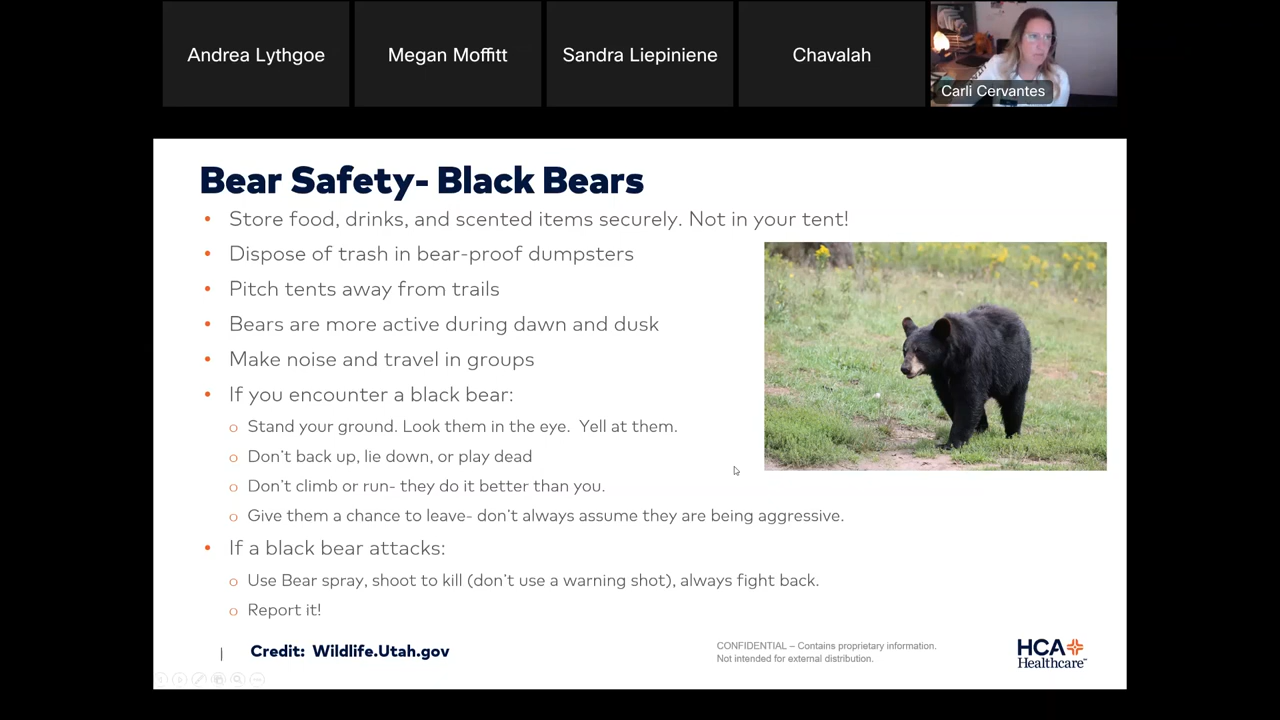 Andrea Lythgoe
Megan Moffitt
Sandra Liepiniene
Chavalah
Carli Cervantes
Bear Safety- Black Bears
• Store food, drinks, and scented items securely. Not in your tent!
• Dispose of trash in bear-proof dumpsters
• Pitch tents away from trails
• Bears are more active during dawn and dusk
• Make noise and travel in groups
• If you encounter a black bear:
o Stand your ground. Look them in the eye. Yell at them.
o Don't back up, lie down, or play dead
o Don't climb or run- they do it better than you.
o Give them a chance to leave- don't always assume they are being aggressive.
• If a black bear attacks:
o Use Bear spray, shoot to kill (don't use a warning shot), always fight back.
o Report it!
| Credit: Wildlife.Utah.gov
CONFIDENTIAL – Contains proprietary information.
Not intended for external distribution.
HCA
Healthcare™